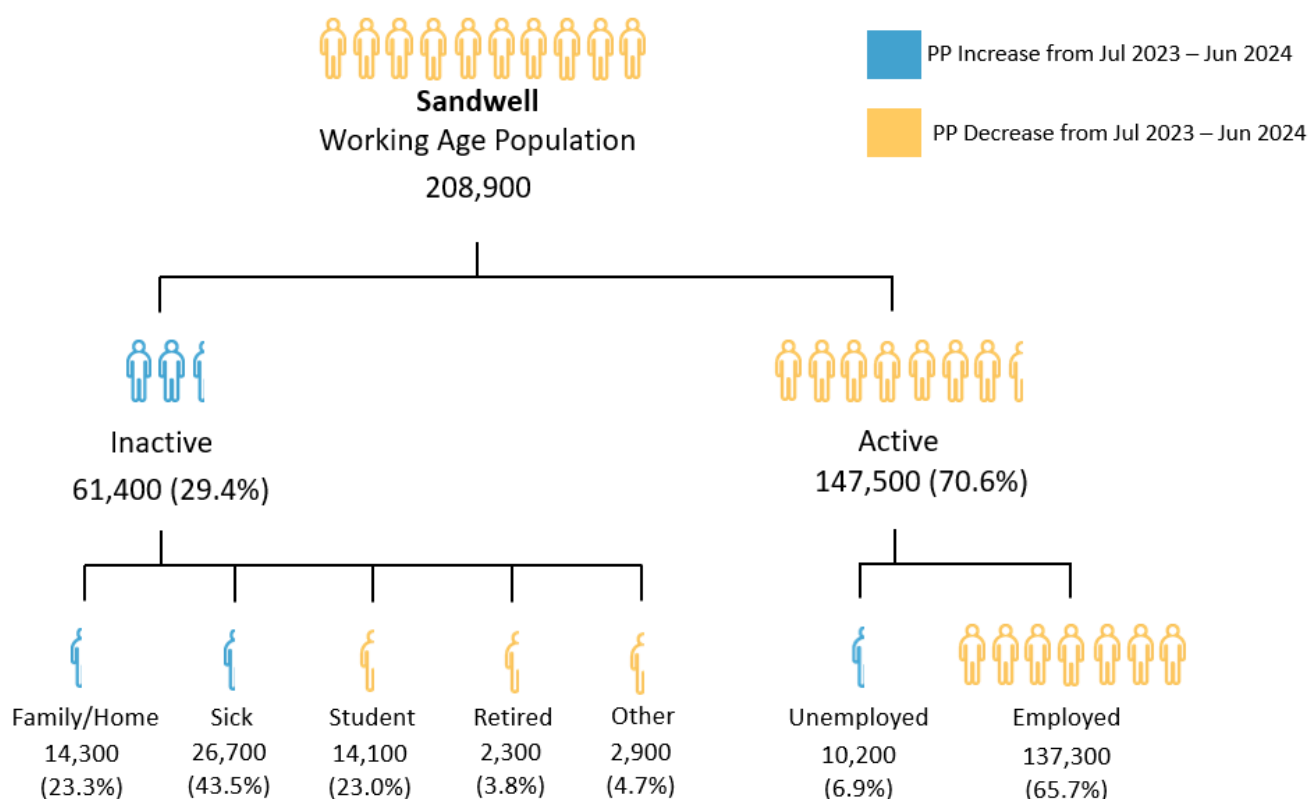 Sandwell
Working Age Population
208,900
PP Increase from Jul 2023 – Jun 2024
PP Decrease from Jul 2023 – Jun 2024
Inactive
61,400 (29.4%)
Active
147,500 (70.6%)
Family/Home
14,300
(23.3%)
Sick
26,700
(43.5%)
Student
14,100
(23.0%)
Retired
2,300
(3.8%)
Other
2,900
(4.7%)
Unemployed
10,200
(6.9%)
Employed
137,300
(65.7%)